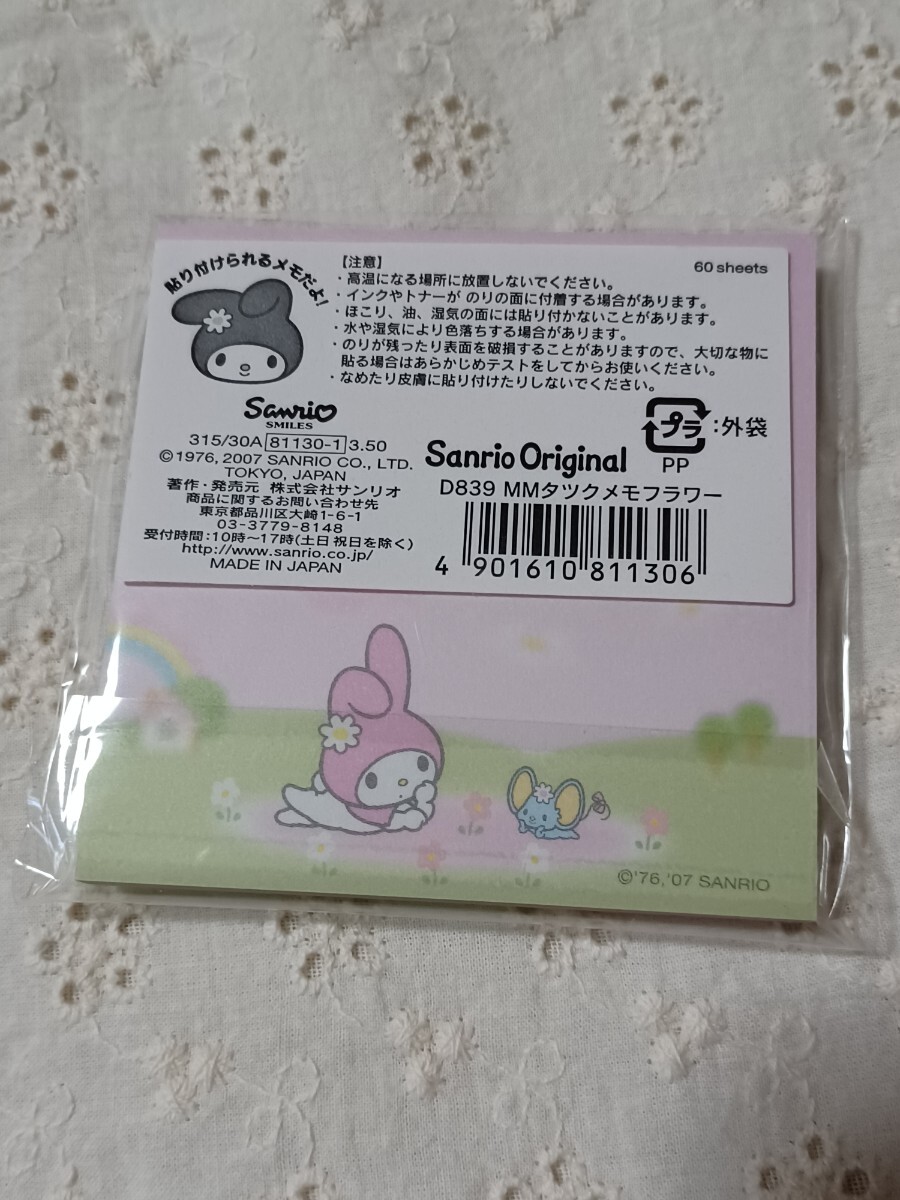 貼り付けられるメモだよ!
【注意】
60 sheets
・高温になる場所に放置しないでください。
・インクやトナーが のりの面に付着する場合があります。
・ほこり、油、湿気の面には貼り付かないことがあります。
・水や湿気により色落ちする場合があります。
・のりが残ったり表面を破損することがありますので、大切な物に
貼る場合はあらかじめテストをしてからお使いください。
・なめたり皮膚に貼り付けたりしないでください。
Sanrio
SMILES
315/30A 81130-1 3.50
©1976, 2007 SANRIO CO., LTD.
TOKYO, JAPAN
著作・発売元 株式会社サンリオ
商品に関するお問い合わせ先
東京都品川区大崎1-6-1
03-3779-8148
受付時間:10時〜17時(土日祝日を除く)
http://www.sanrio.co.jp/
MADE IN JAPAN
プラ:外袋
PP
Sanrio Original
D839 MMタツクメモフラワー
4 901610 811306
©'76,'07 SANRIO